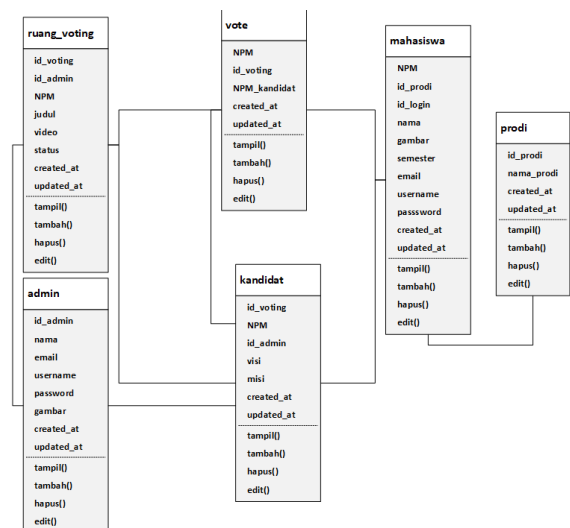 ruang_voting
id_voting
id_admin
NPM
judul
video
status
created_at
updated_at
tampil()
tambah()
hapus()
edit()
vote
NPM
id_voting
NPM_kandidat
created_at
updated_at
tampil()
tambah()
hapus()
edit()
mahasiswa
NPM
id_prodi
id_login
nama
gambar
semester
email
username
passsword
created_at
updated_at
tampil()
tambah()
hapus()
edit()
prodi
id_prodi
nama_prodi
created_at
updated_at
tampil()
tambah()
hapus()
edit()
admin
id_admin
nama
email
username
password
gambar
created_at
updated_at
tampil()
tambah()
hapus()
edit()
kandidat
id_voting
NPM
id_admin
visi
misi
created_at
updated_at
tampil()
tambah()
hapus()
edit()